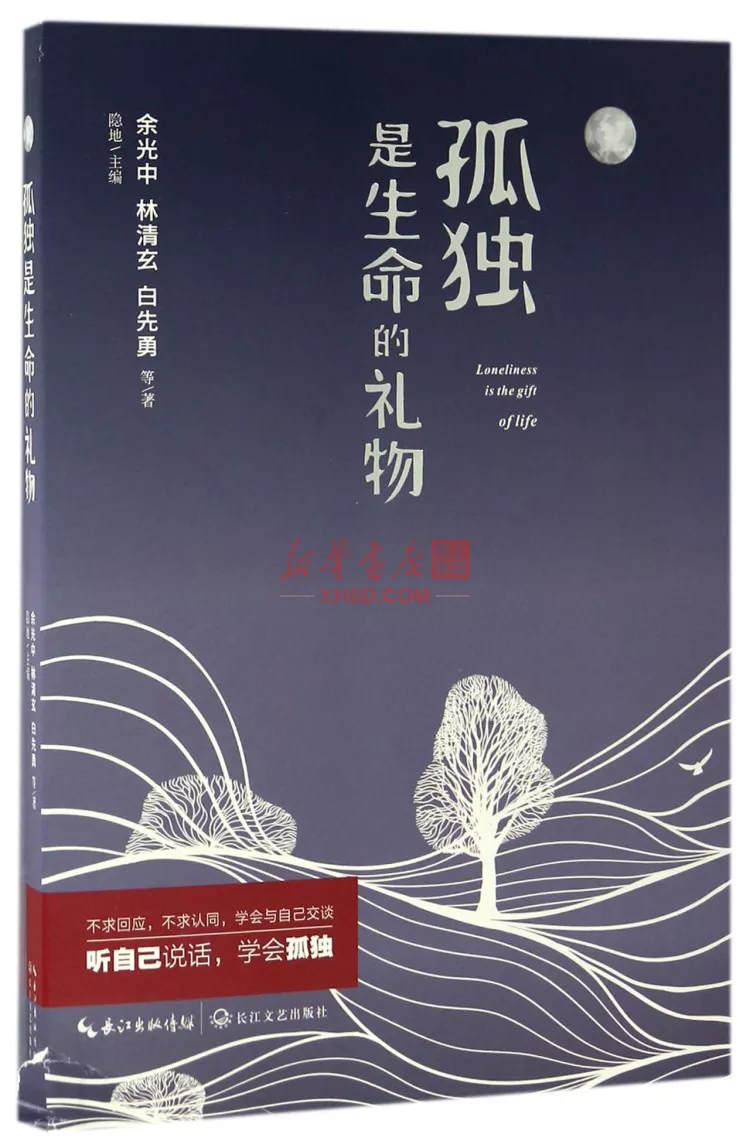 孤独
是生命的礼物
Loneliness
is the gift
of life
余光中 林清玄 白先勇 等/著
隐地/主编
孤独是生命的礼物
余光中 林清玄 白先勇 等/著
隐地/主编
新华书店
XHSD.COM
不求回应，不求认同，学会与自己交谈
听自己说话，学会孤独
长江出版传媒
长江文艺出版社